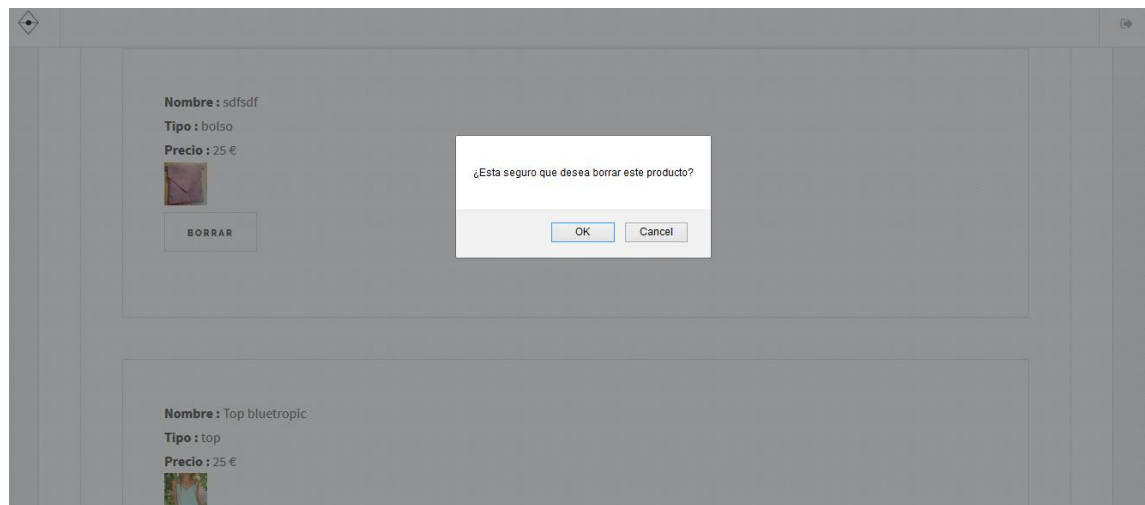 Nombre : sdfsdf
Tipo : bolso
Precio : 25 €
BORRAR
¿Esta seguro que desea borrar este producto?
OK
Cancel
Nombre : Top bluetropic
Tipo : top
Precio : 25 €